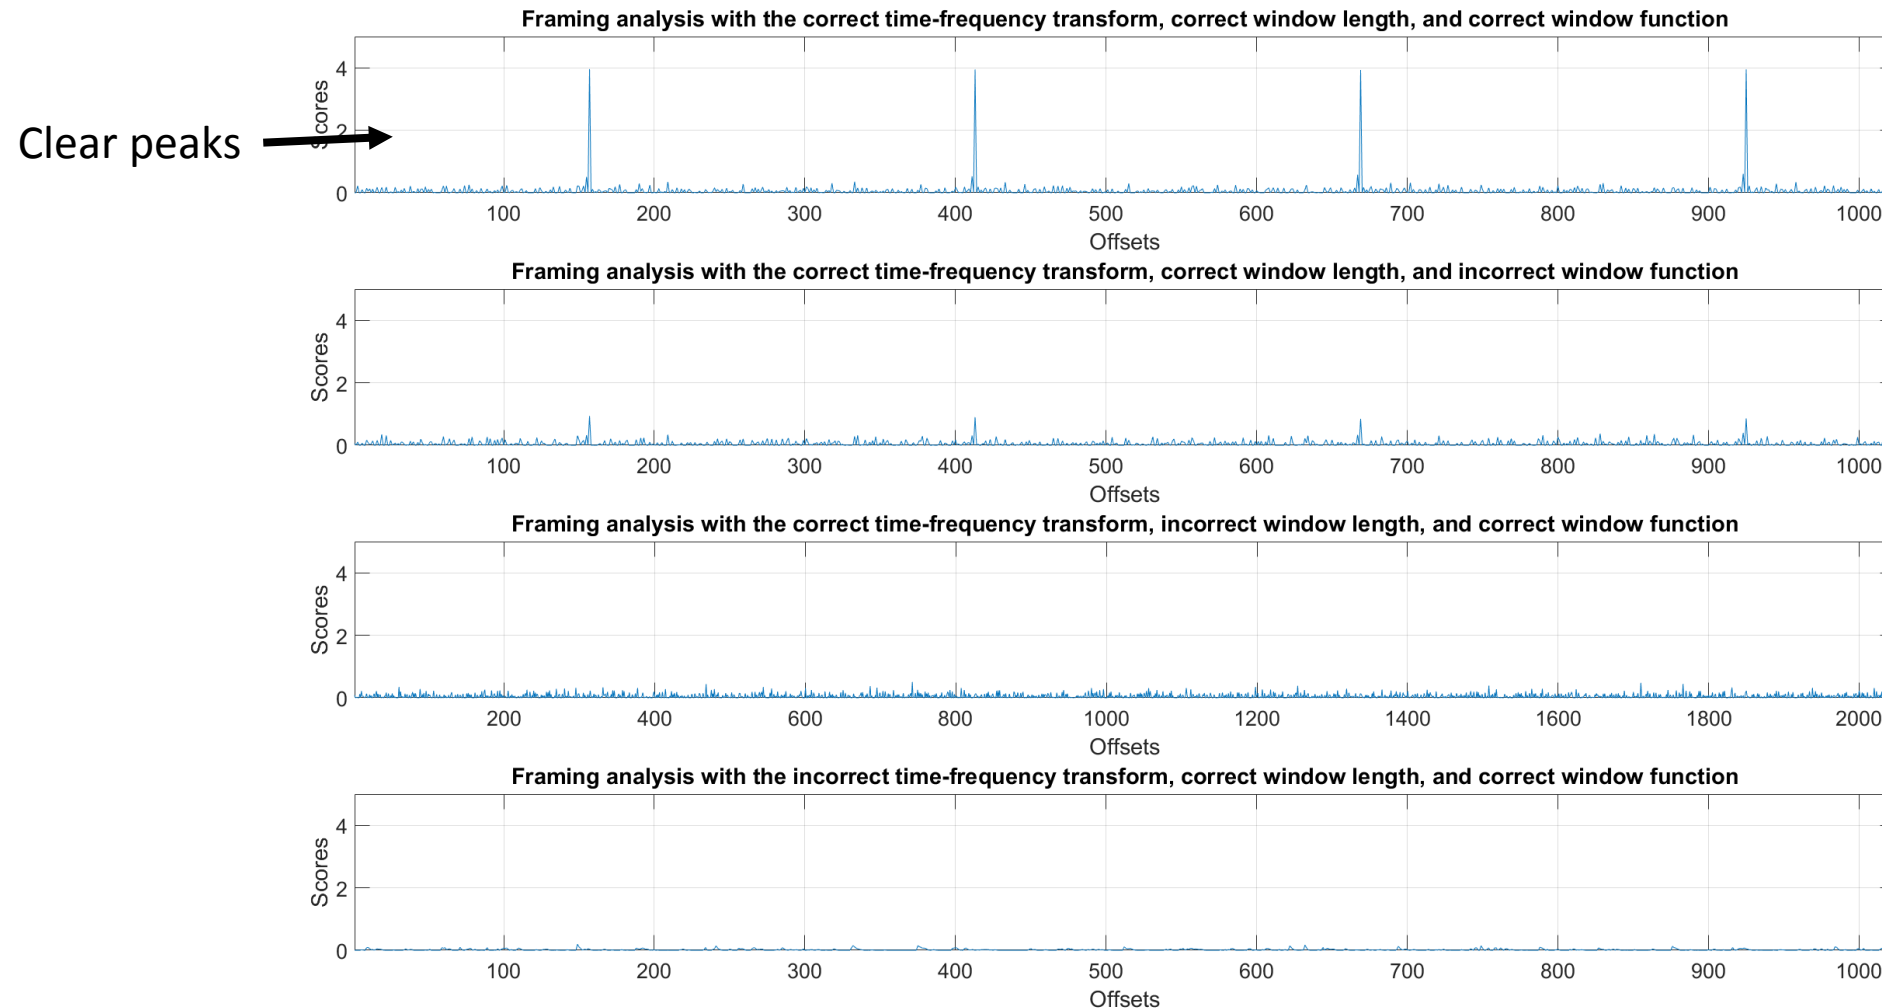 Framing analysis with the correct time-frequency transform, correct window length, and correct window function
Clear peaks
Scores
4
2
0
100 200 300 400 500 600 700 800 900 1000
Offsets
Framing analysis with the correct time-frequency transform, correct window length, and incorrect window function
Scores
4
2
0
100 200 300 400 500 600 700 800 900 1000
Offsets
Framing analysis with the correct time-frequency transform, incorrect window length, and correct window function
Scores
4
2
0
200 400 600 800 1000 1200 1400 1600 1800 2000
Offsets
Framing analysis with the incorrect time-frequency transform, correct window length, and correct window function
Scores
4
2
0
100 200 300 400 500 600 700 800 900 1000
Offsets